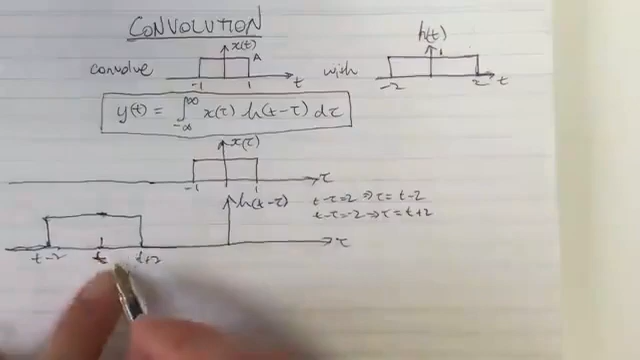 CONVOLUTION
convolve x(t) A -1 1 t with h(t) 1 -2 2 t
y(t) = ∫_{-∞}^{∞} x(τ) h(t-τ) dτ
x(τ)
-1 1 τ
h(t-τ)
t-τ=2 ⇒ τ=t-2
t-τ=-2 → τ=t+2
τ
t-2 t t+2